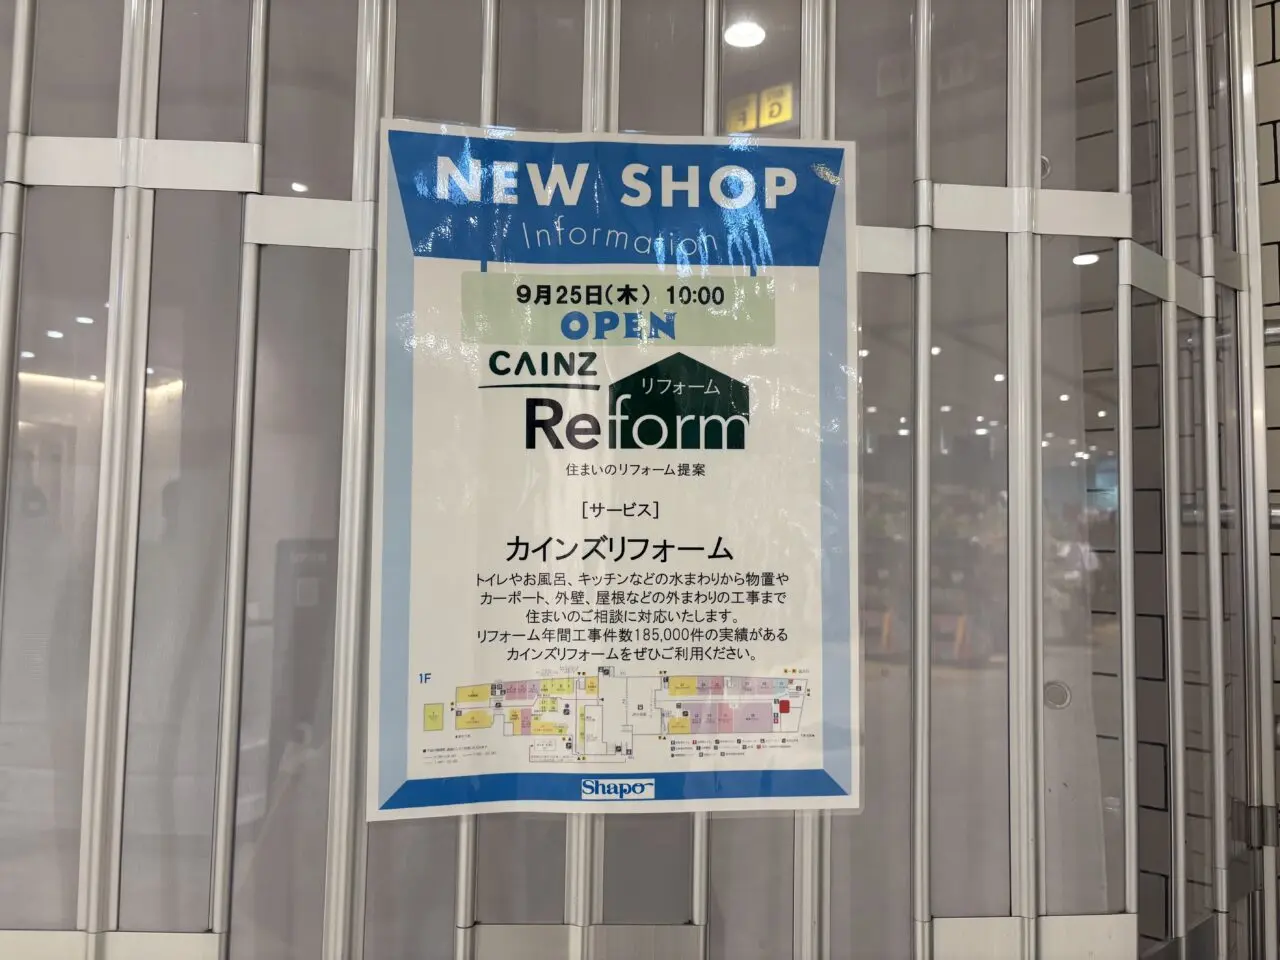 NEW SHOP
Information
9月25日(木) 10:00
OPEN
CAINZ
リフォーム
Reform
住まいのリフォーム提案
[サービス]
カインズリフォーム
トイレやお風呂、キッチンなどの水まわりから物置や
カーポート、外壁、屋根などの外まわりの工事まで
住まいのご相談に対応いたします。
リフォーム年間工事件数185,000件の実績がある
カインズリフォームをぜひご利用ください。
1F
Shapo